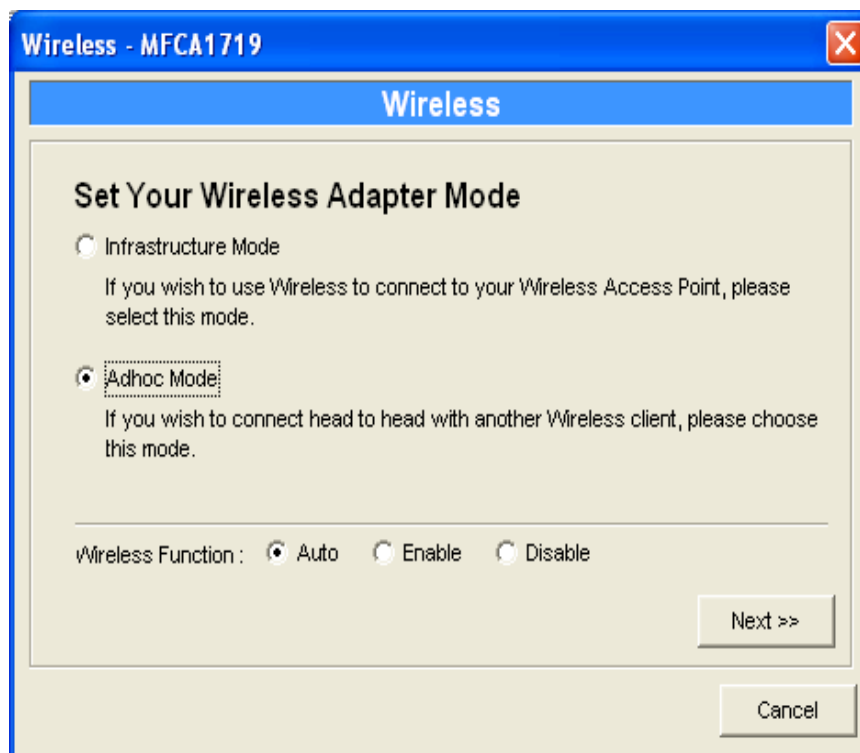 Wireless - MFCA1719
Wireless
Set Your Wireless Adapter Mode
Infrastructure Mode
If you wish to use Wireless to connect to your Wireless Access Point, please
select this mode.
Adhoc Mode
If you wish to connect head to head with another Wireless client, please choose
this mode.
Wireless Function : Auto Enable Disable
Next >>
Cancel